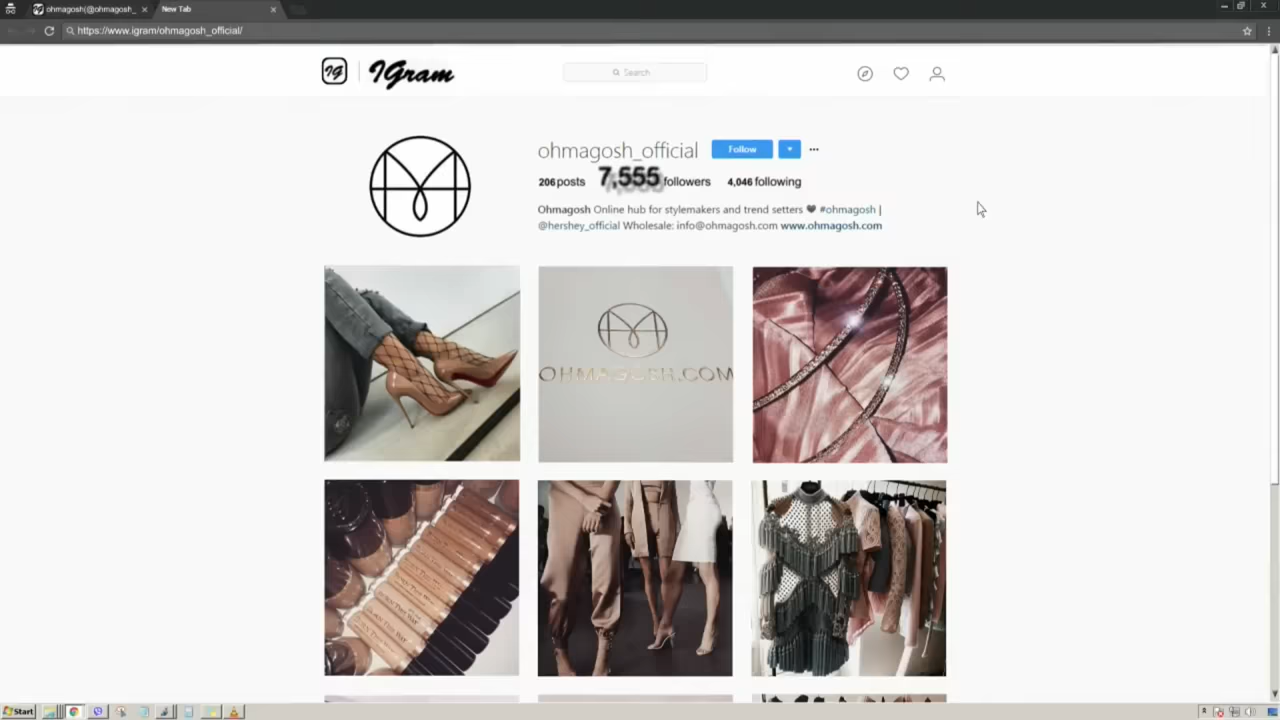 ohmagosh(@ohmagosh_
New Tab
https://www.igram/ohmagosh_official/
IG
IGram
Search
ohmagosh_official
Follow
206 posts 7,555 followers 4,046 following
Ohmagosh Online hub for stylemakers and trend setters 🖤 #ohmagosh |
@hershey_official Wholesale: info@ohmagosh.com www.ohmagosh.com
OHMAGOSH.COM
Start